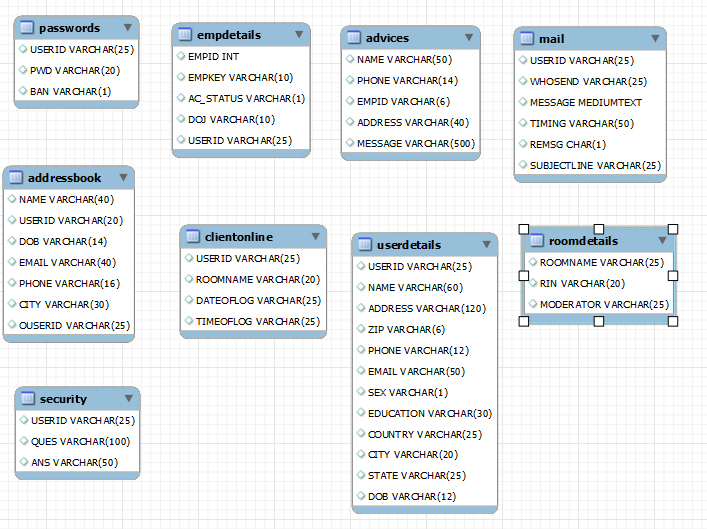 passwords
USERID VARCHAR(25)
PWD VARCHAR(20)
BAN VARCHAR(1)
empdetails
EMPID INT
EMPKEY VARCHAR(10)
AC_STATUS VARCHAR(1)
DOJ VARCHAR(10)
USERID VARCHAR(25)
advices
NAME VARCHAR(50)
PHONE VARCHAR(14)
EMPID VARCHAR(6)
ADDRESS VARCHAR(40)
MESSAGE VARCHAR(500)
mail
USERID VARCHAR(25)
WHOSEND VARCHAR(25)
MESSAGE MEDIUMTEXT
TIMING VARCHAR(50)
REMSG CHAR(1)
SUBJECTLINE VARCHAR(25)
addressbook
NAME VARCHAR(40)
USERID VARCHAR(20)
DOB VARCHAR(14)
EMAIL VARCHAR(40)
PHONE VARCHAR(16)
CITY VARCHAR(30)
OUSERID VARCHAR(25)
clientonline
USERID VARCHAR(25)
ROOMNAME VARCHAR(20)
DATEOFLOG VARCHAR(25)
TIMEOFLOG VARCHAR(25)
userdetails
USERID VARCHAR(25)
NAME VARCHAR(60)
ADDRESS VARCHAR(120)
ZIP VARCHAR(6)
PHONE VARCHAR(12)
EMAIL VARCHAR(50)
SEX VARCHAR(1)
EDUCATION VARCHAR(30)
COUNTRY VARCHAR(25)
CITY VARCHAR(20)
STATE VARCHAR(25)
DOB VARCHAR(12)
roomdetails
ROOMNAME VARCHAR(25)
RIN VARCHAR(20)
MODERATOR VARCHAR(25)
security
USERID VARCHAR(25)
QUES VARCHAR(100)
ANS VARCHAR(50)